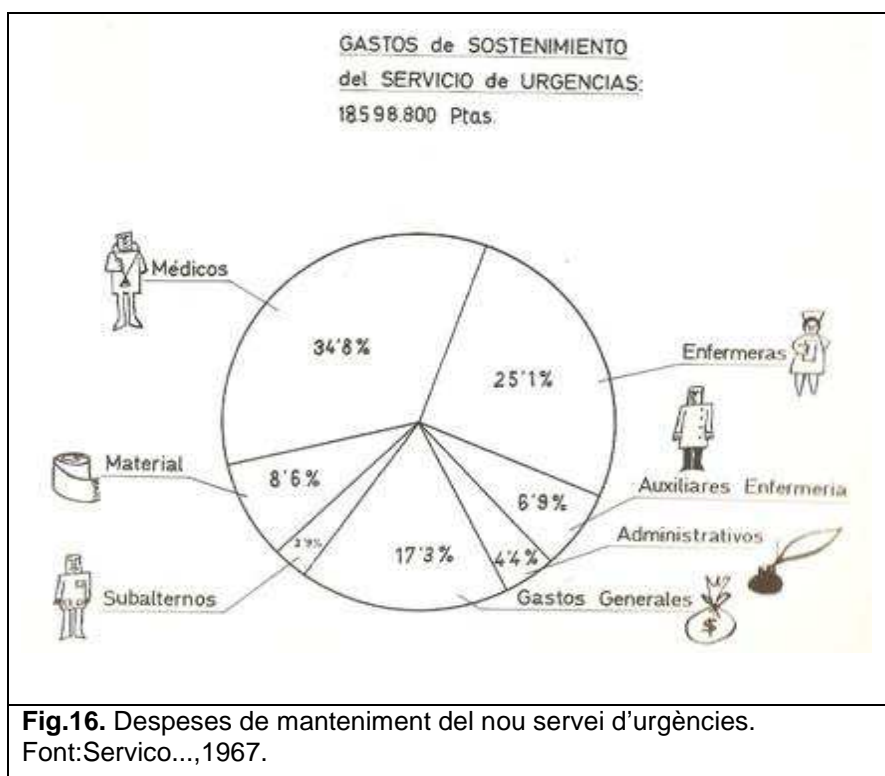 GASTOS de SOSTENIMIENTO
del SERVICIO de URGENCIAS:
18598.800 Ptas.
Médicos
34'8%
25'1%
Enfermeras
Material
8'6%
6'9%
Auxiliares Enfermeria
Administrativos
17'3%
4'4%
Subalternos
Gastos Generales
$
Fig.16. Despeses de manteniment del nou servei d'urgències.
Font:Servico...,1967.